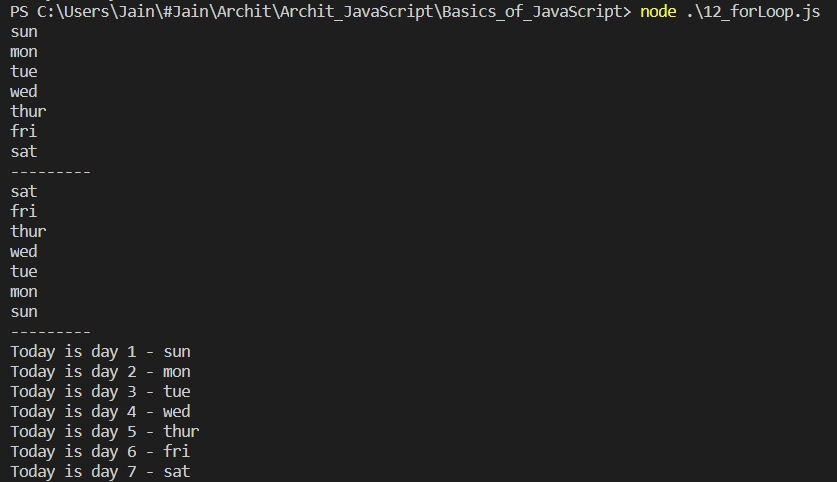 PS C:\Users\Jain\#Jain\Archit\Archit_JavaScript\Basics_of_JavaScript> node .\12_forLoop.js
sun
mon
tue
wed
thur
fri
sat
---------
sat
fri
thur
wed
tue
mon
sun
---------
Today is day 1 - sun
Today is day 2 - mon
Today is day 3 - tue
Today is day 4 - wed
Today is day 5 - thur
Today is day 6 - fri
Today is day 7 - sat